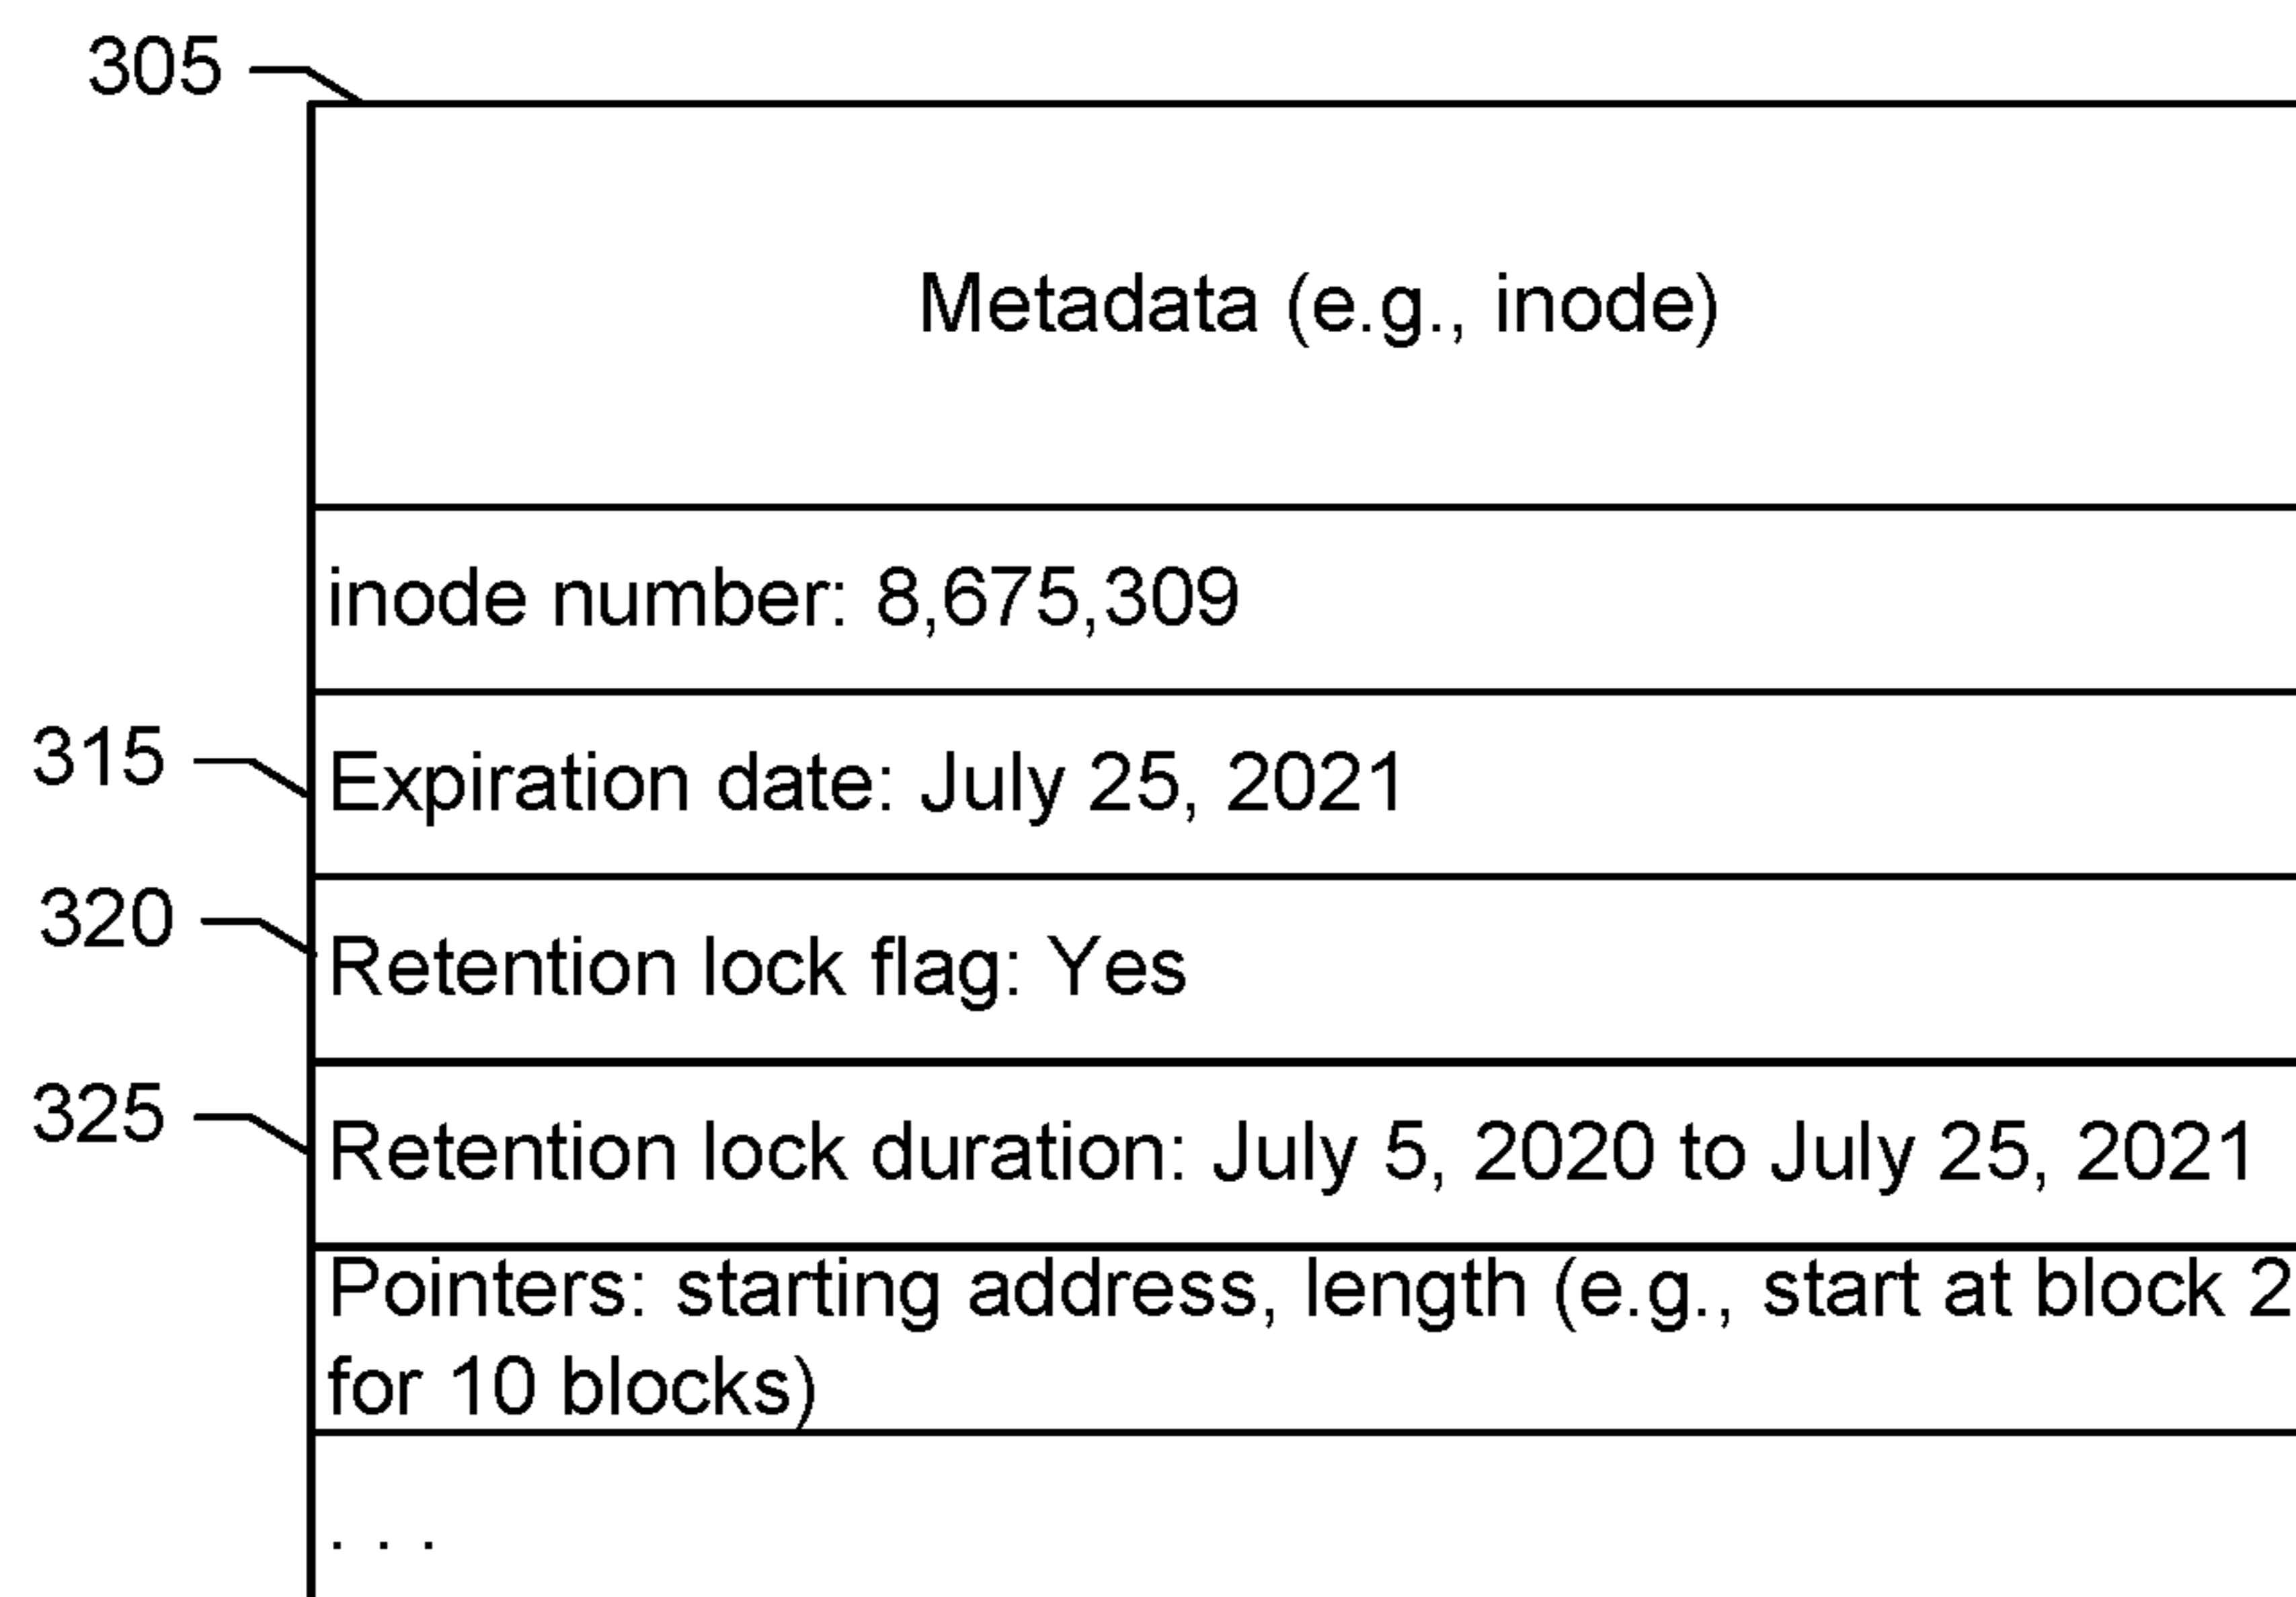 305
Metadata (e.g., inode)
inode number: 8,675,309
315
Expiration date: July 25, 2021
320
Retention lock flag: Yes
325
Retention lock duration: July 5, 2020 to July 25, 2021
Pointers: starting address, length (e.g., start at block 2
for 10 blocks)
. . .